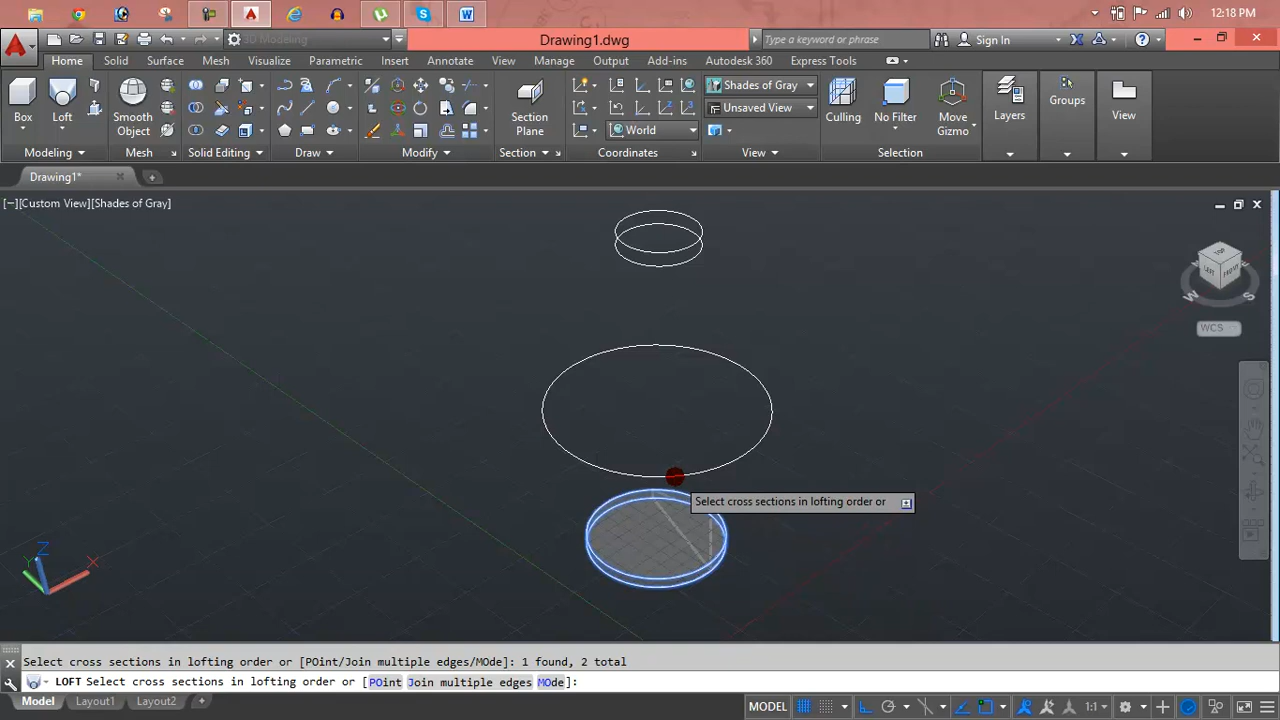 12:18 PM
3D Modeling
Drawing1.dwg
Type a keyword or phrase
Sign In
Home Solid Surface Mesh Visualize Parametric Insert Annotate View Manage Output Add-ins Autodesk 360 Express Tools
Shades of Gray
Unsaved View
World
Box
Loft
Smooth
Object
Section
Plane
Culling
No Filter
Move
Gizmo
Layers
Groups
View
Modeling
Mesh
Solid Editing
Draw
Modify
Section
Coordinates
View
Selection
Drawing1*
[−][Custom View][Shades of Gray]
TOP
LEFT
FRONT
W
S
WCS
Select cross sections in lofting order or
Z
Y
X
Select cross sections in lofting order or [POint/Join multiple edges/MOde]: 1 found, 2 total
LOFT Select cross sections in lofting order or [POint Join multiple edges MOde]:
Model Layout1 Layout2 +
MODEL
1:1